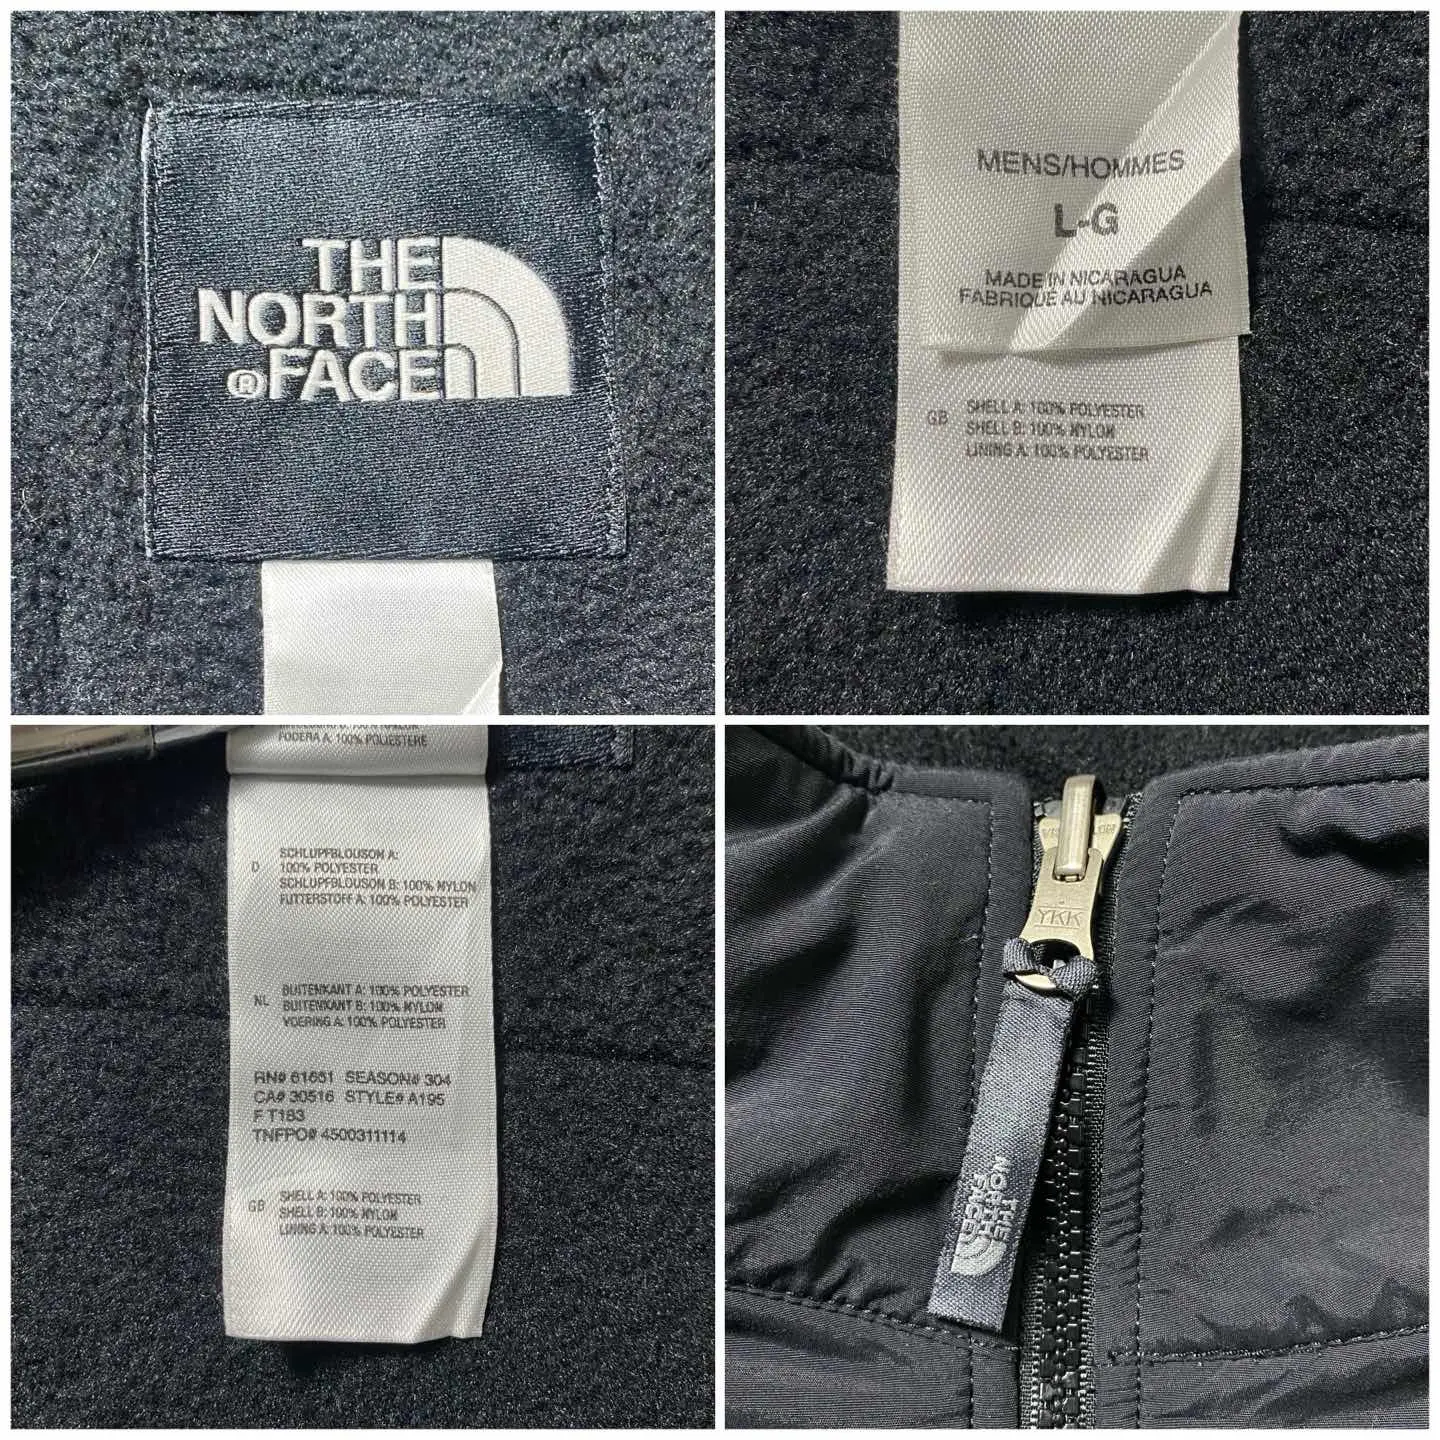 THE
NORTH
®FACE
MENS/HOMMES
L-G
MADE IN NICARAGUA
FABRIQUÉ AU NICARAGUA
GB
SHELL A: 100% POLYESTER
SHELL B: 100% NYLON
LINING A: 100% POLYESTER
FODERA A: 100% POLIESTERE
D
SCHLUPFBLOUSON A:
100% POLYESTER
SCHLUPFBLOUSON B: 100% NYLON
FUTTERSTOFF A: 100% POLYESTER
NL
BUITENKANT A: 100% POLYESTER
BUITENKANT B: 100% NYLON
VOERING A: 100% POLYESTER
RN# 61661 SEASON# 304
CA# 30516 STYLE# A195
F T183
TNFPO# 4500311114
GB
SHELL A: 100% POLYESTER
SHELL B: 100% NYLON
LINING A: 100% POLYESTER
YKK
THE
NORTH
FACE